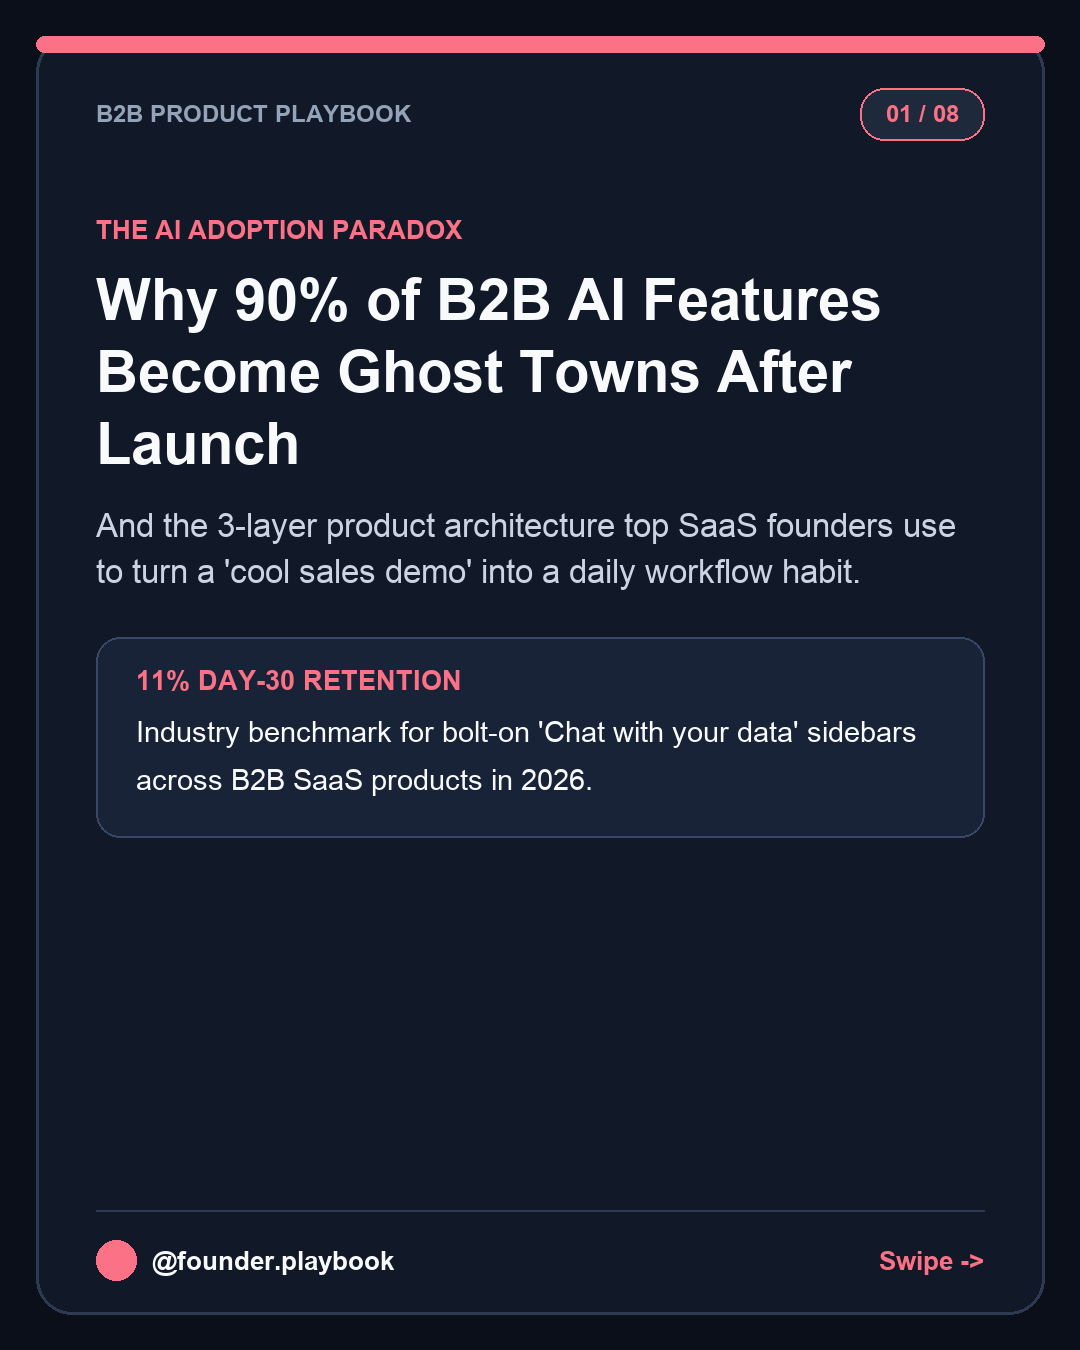 B2B PRODUCT PLAYBOOK
01 / 08
THE AI ADOPTION PARADOX
Why 90% of B2B AI Features
Become Ghost Towns After
Launch
And the 3-layer product architecture top SaaS founders use
to turn a 'cool sales demo' into a daily workflow habit.
11% DAY-30 RETENTION
Industry benchmark for bolt-on 'Chat with your data' sidebars
across B2B SaaS products in 2026.
@founder.playbook
Swipe ->